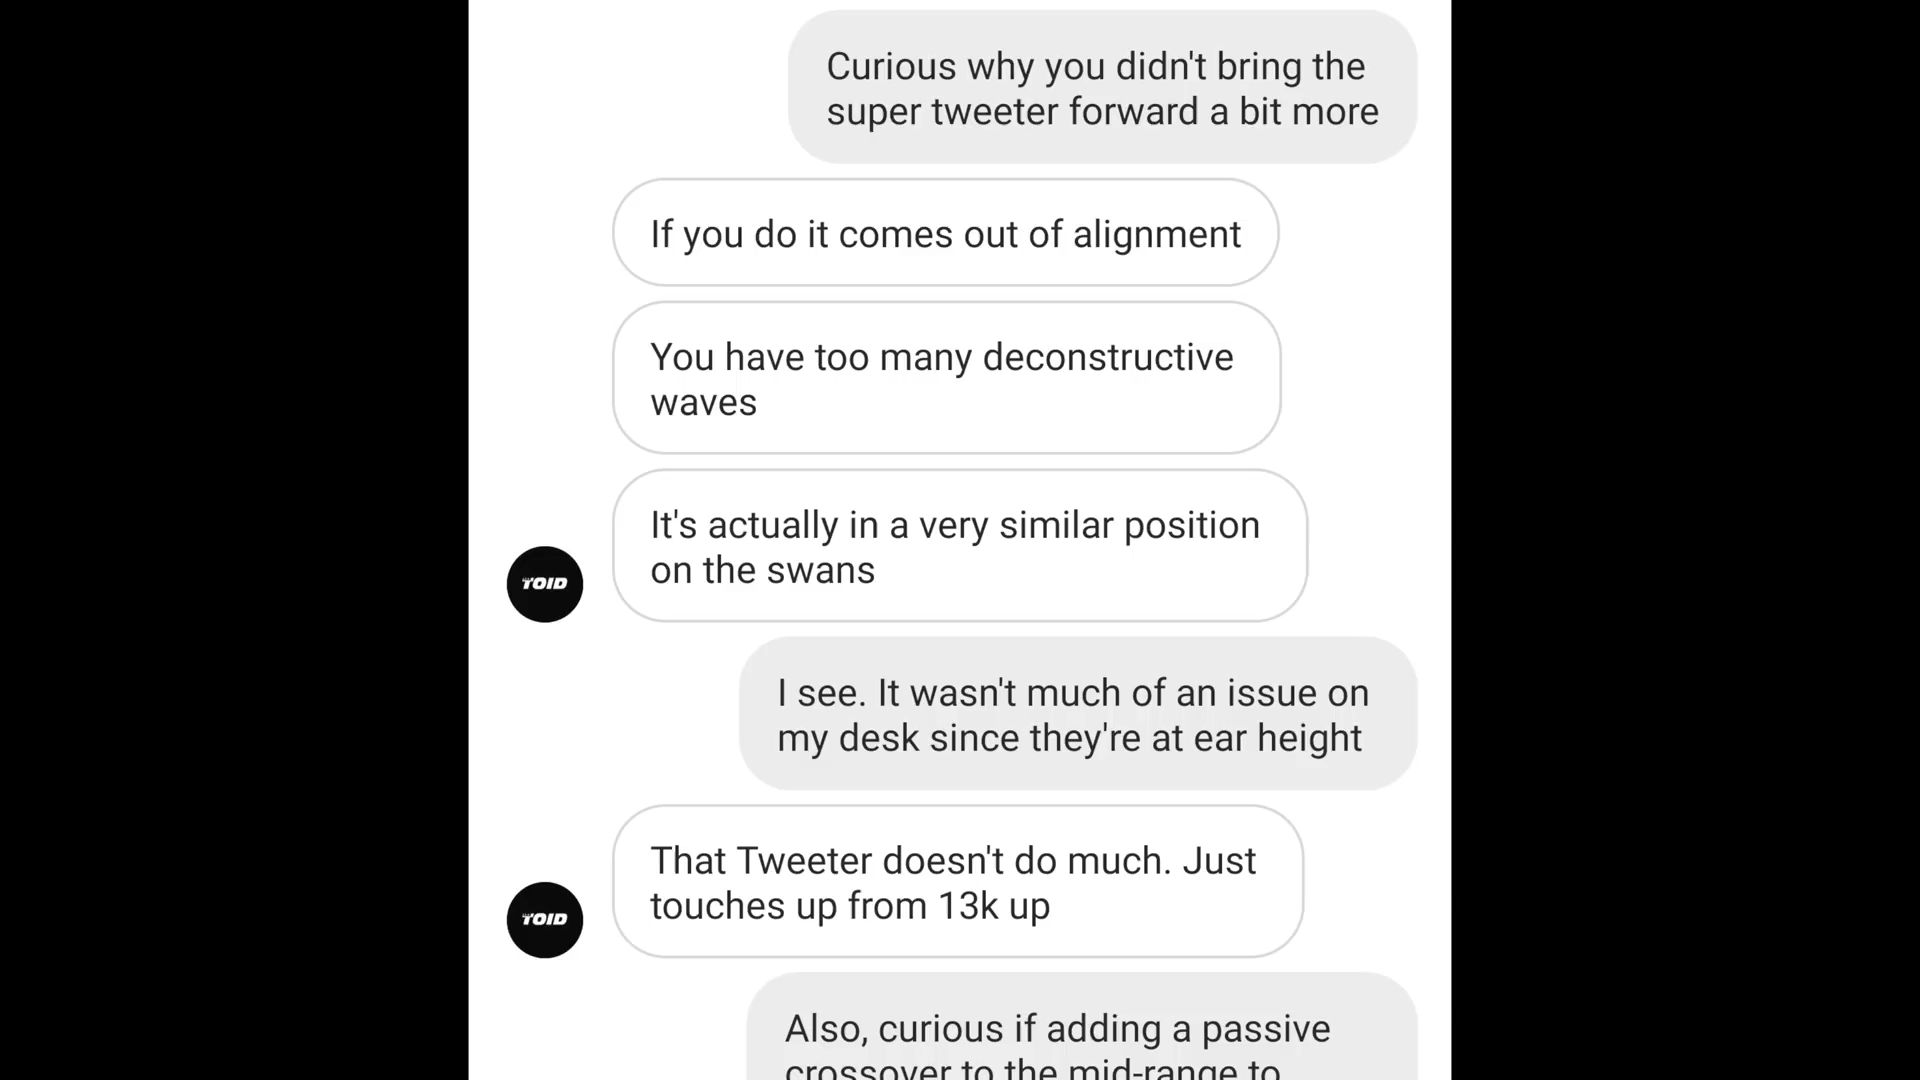 Curious why you didn't bring the
super tweeter forward a bit more
If you do it comes out of alignment
You have too many deconstructive
waves
It's actually in a very similar position
on the swans
TOID
I see. It wasn't much of an issue on
my desk since they're at ear height
That Tweeter doesn't do much. Just
touches up from 13k up
TOID
Also, curious if adding a passive
crossover to the mid-range to